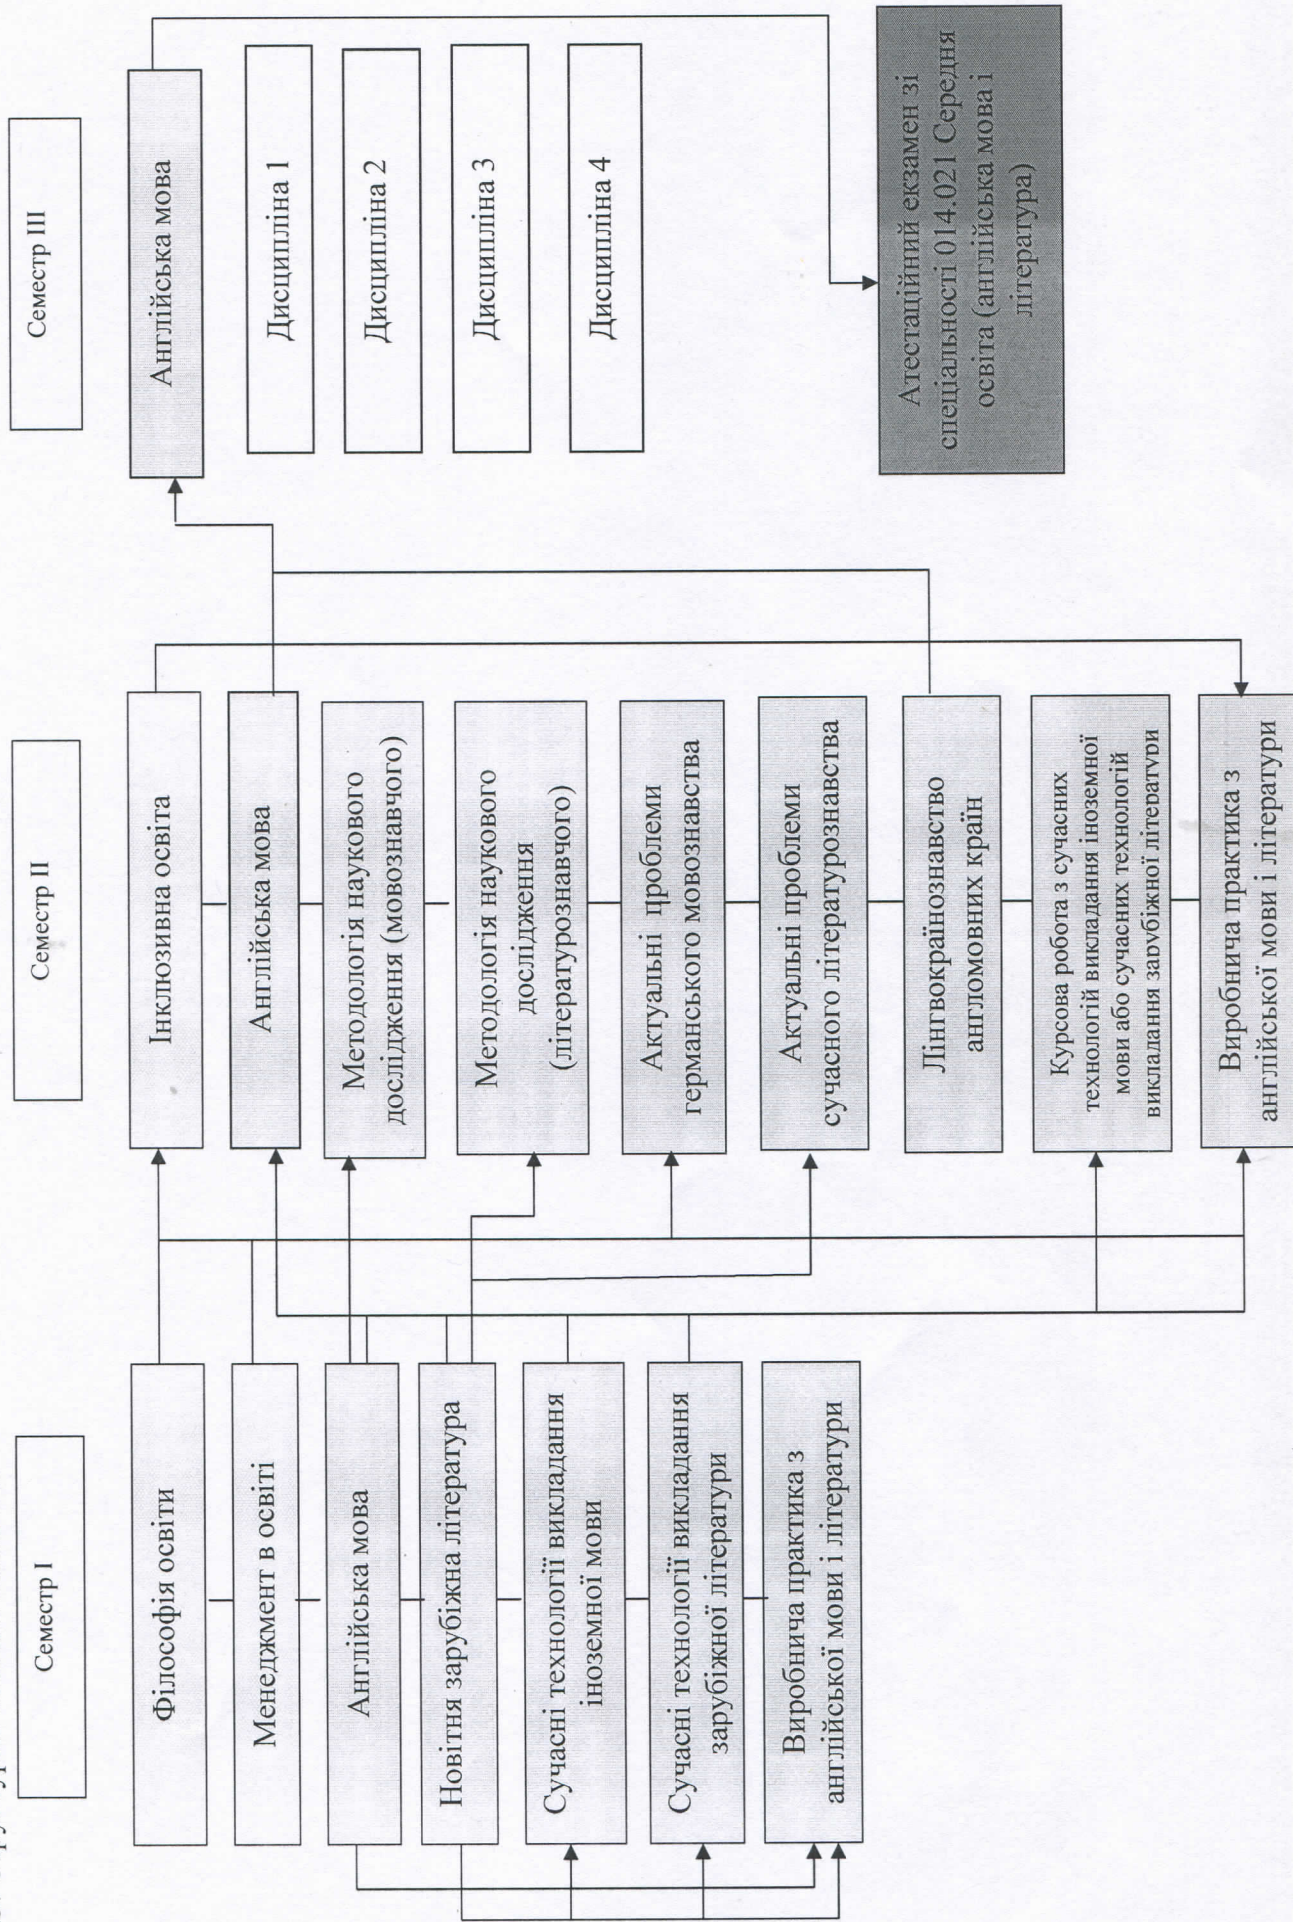 Семестр I
Філософія освіти
Менеджмент в освіті
Англійська мова
Новітня зарубіжна література
Сучасні технології викладання
іноземної мови
Сучасні технології викладання
зарубіжної літератури
Виробнича практика з
англійської мови і літератури
Семестр II
Інклюзивна освіта
Англійська мова
Методологія наукового
дослідження (мовознавчого)
Методологія наукового
дослідження
(літературознавчого)
Актуальні проблеми
германського мовознавства
Актуальні проблеми
сучасного літературознавства
Лінгвокраїнознавство
англомовних країн
Курсова робота з сучасних
технологій викладання іноземної
мови або сучасних технологій
викладання зарубіжної літератури
Виробнича практика з
англійської мови і літератури
Семестр III
Англійська мова
Дисципліна 1
Дисципліна 2
Дисципліна 3
Дисципліна 4
Атестаційний екзамен зі
спеціальності 014.021 Середня
освіта (англійська мова і
література)